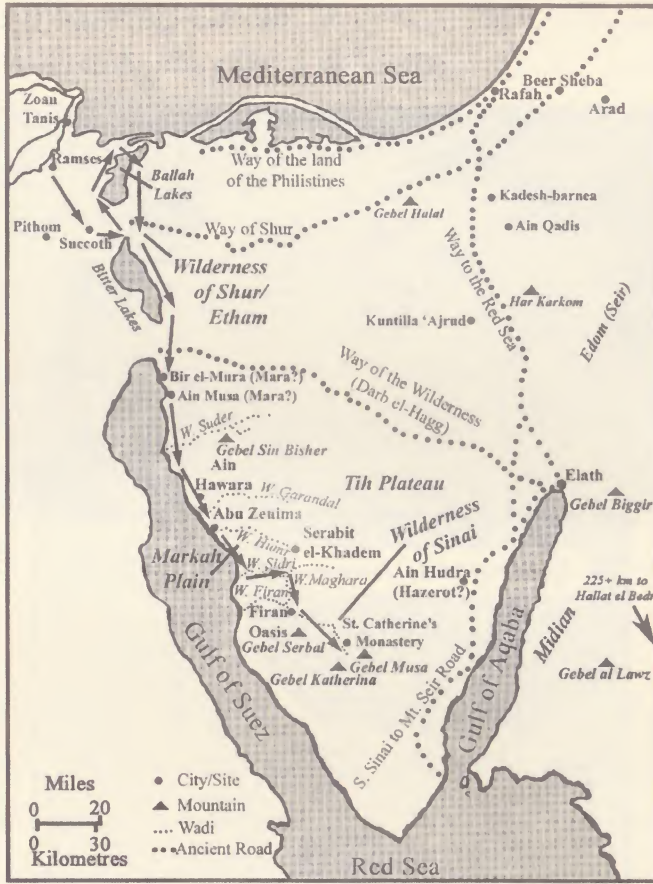 Mediterranean Sea
Zoan
Tanis
Ramses
Ballah
Lakes
Way of the land
of the Philistines
Rafah
Beer Sheba
Arad
Gebel Halal
Kadesh-barnea
Ain Qadis
Pithom
Succoth
Way of Shur
Bitter Lakes
Wilderness
of Shur/
Etham
Way to the Red Sea
Har Karkom
Edom (Seir)
Kuntilla 'Ajrud
Way of the Wilderness
(Darb el-Hagg)
Bir el-Mura (Mara?)
Ain Musa (Mara?)
W. Suder
Gebel Sin Bisher
Ain
Hawara
W. Garandal
Tih Plateau
Elath
Gebel Biggir
Abu Zenima
W. Humr
Serabit
el-Khadem
Wilderness
of Sinai
Markah
Plain
W. Sidri
W. Maghara
Ain Hudra
(Hazerot?)
W. Firan
Firan
Oasis
Gebel Serbal
St. Catherine's
Monastery
Gebel Musa
Gebel Katherina
225+ km to
Hallat el Bedr
Midian
Gebel al Lawz
Gulf of Suez
S. Sinai to Mt. Seir Road
Gulf of Aqaba
Miles
0 20
0 30
Kilometres
City/Site
Mountain
Wadi
Ancient Road
Red Sea